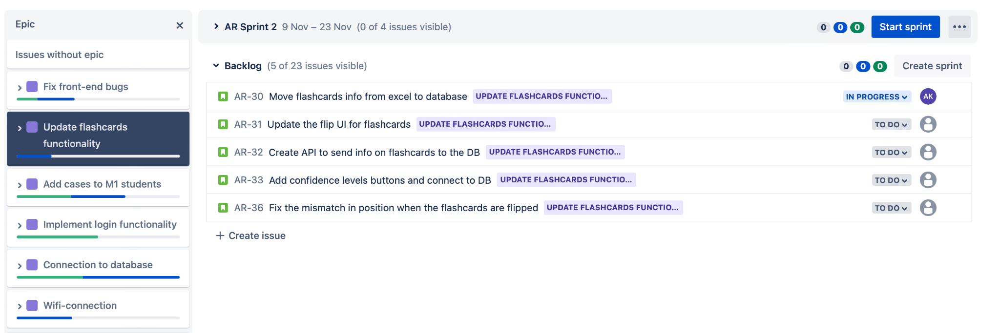 Epic
Issues without epic
Fix front-end bugs
Update flashcards
functionality
Add cases to M1 students
Implement login functionality
Connection to database
Wifi-connection
AR Sprint 2 9 Nov – 23 Nov (0 of 4 issues visible) 0 0 0 Start sprint
Backlog (5 of 23 issues visible) 0 0 0 Create sprint
AR-30 Move flashcards info from excel to database UPDATE FLASHCARDS FUNCTIO... IN PROGRESS AK
AR-31 Update the flip UI for flashcards UPDATE FLASHCARDS FUNCTIO... TO DO
AR-32 Create API to send info on flashcards to the DB UPDATE FLASHCARDS FUNCTIO... TO DO
AR-33 Add confidence levels buttons and connect to DB UPDATE FLASHCARDS FUNCTIO... TO DO
AR-36 Fix the mismatch in position when the flashcards are flipped UPDATE FLASHCARDS FUNCTIO... TO DO
+ Create issue